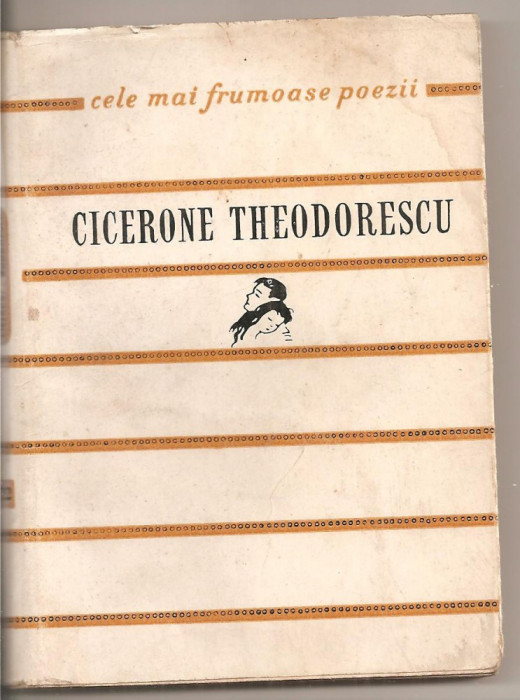 cele mai frumoase poezii
CICERONE THEODORESCU